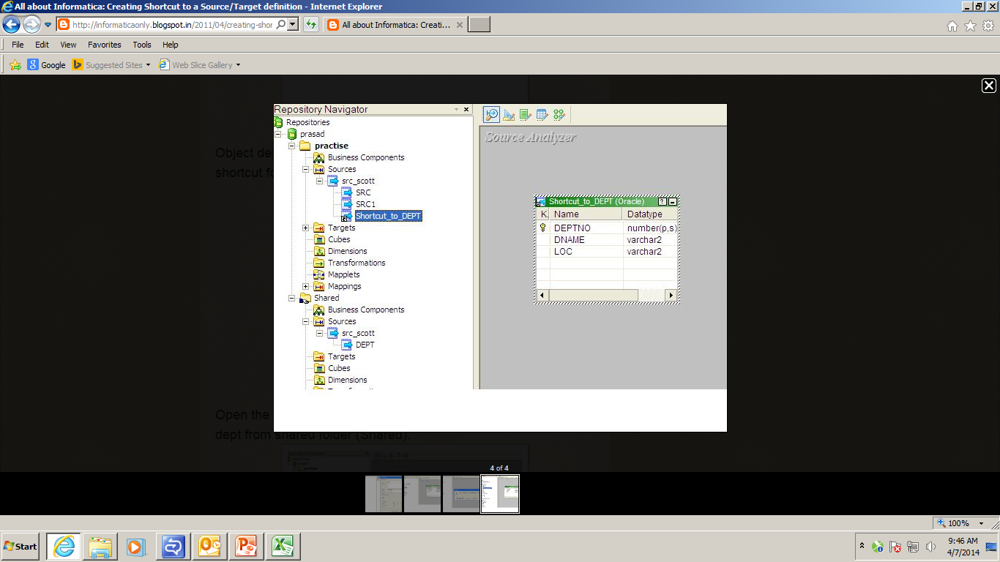 All about Informatica: Creating Shortcut to a Source/Target definition - Internet Explorer
http://informaticaonly.blogspot.in/2011/04/creating-shor
All about Informatica: Creati...
File Edit View Favorites Tools Help
Google Suggested Sites Web Slice Gallery
Object de
shortcut fo
Open the
dept from shared folder (Shared).
Repository Navigator
Repositories
prasad
practise
Business Components
Sources
src_scott
SRC
SRC1
Shortcut_to_DEPT
Targets
Cubes
Dimensions
Transformations
Mapplets
Mappings
Shared
Business Components
Sources
src_scott
DEPT
Targets
Cubes
Dimensions
Source Analyzer
Shortcut_to_DEPT (Oracle)
K. Name Datatype
DEPTNO number(p,s)
DNAME varchar2
LOC varchar2
4 of 4
100%
Start
9:46 AM
4/7/2014